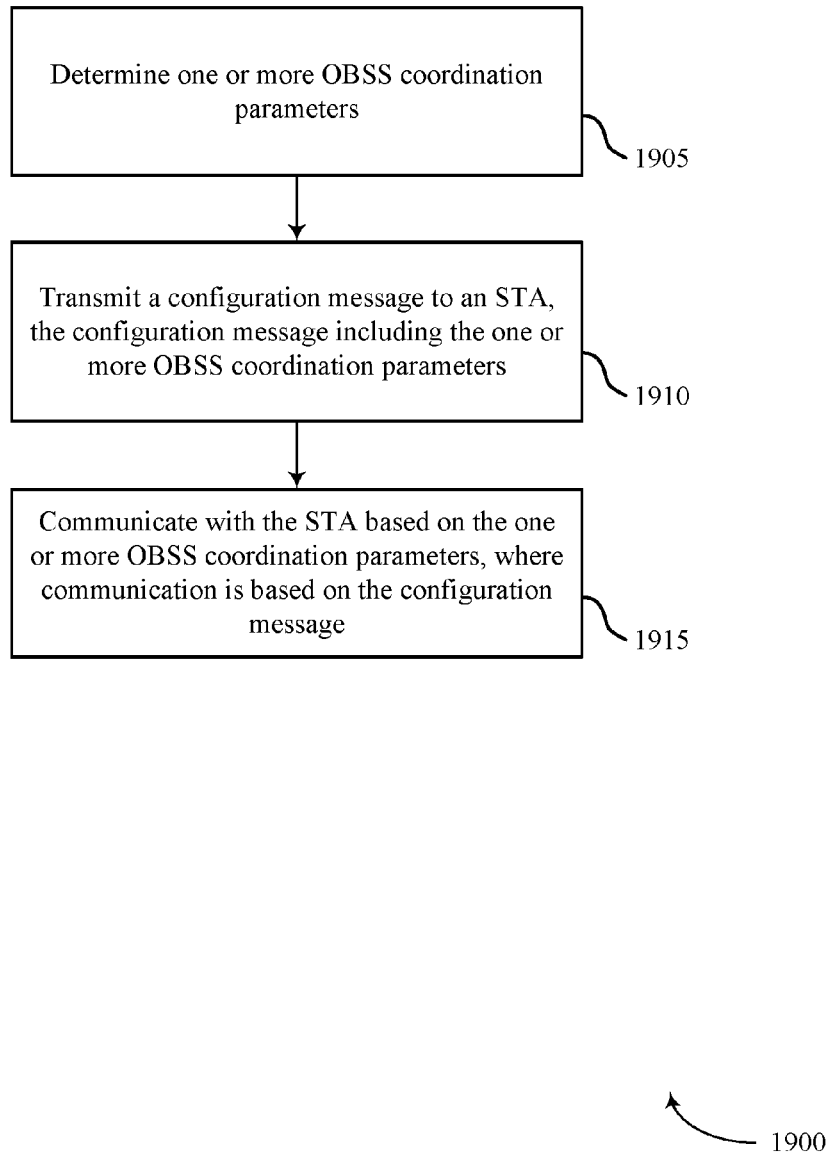 Determine one or more OBSS coordination
parameters
1905
Transmit a configuration message to an STA,
the configuration message including the one or
more OBSS coordination parameters
1910
Communicate with the STA based on the one
or more OBSS coordination parameters, where
communication is based on the configuration
message
1915
1900